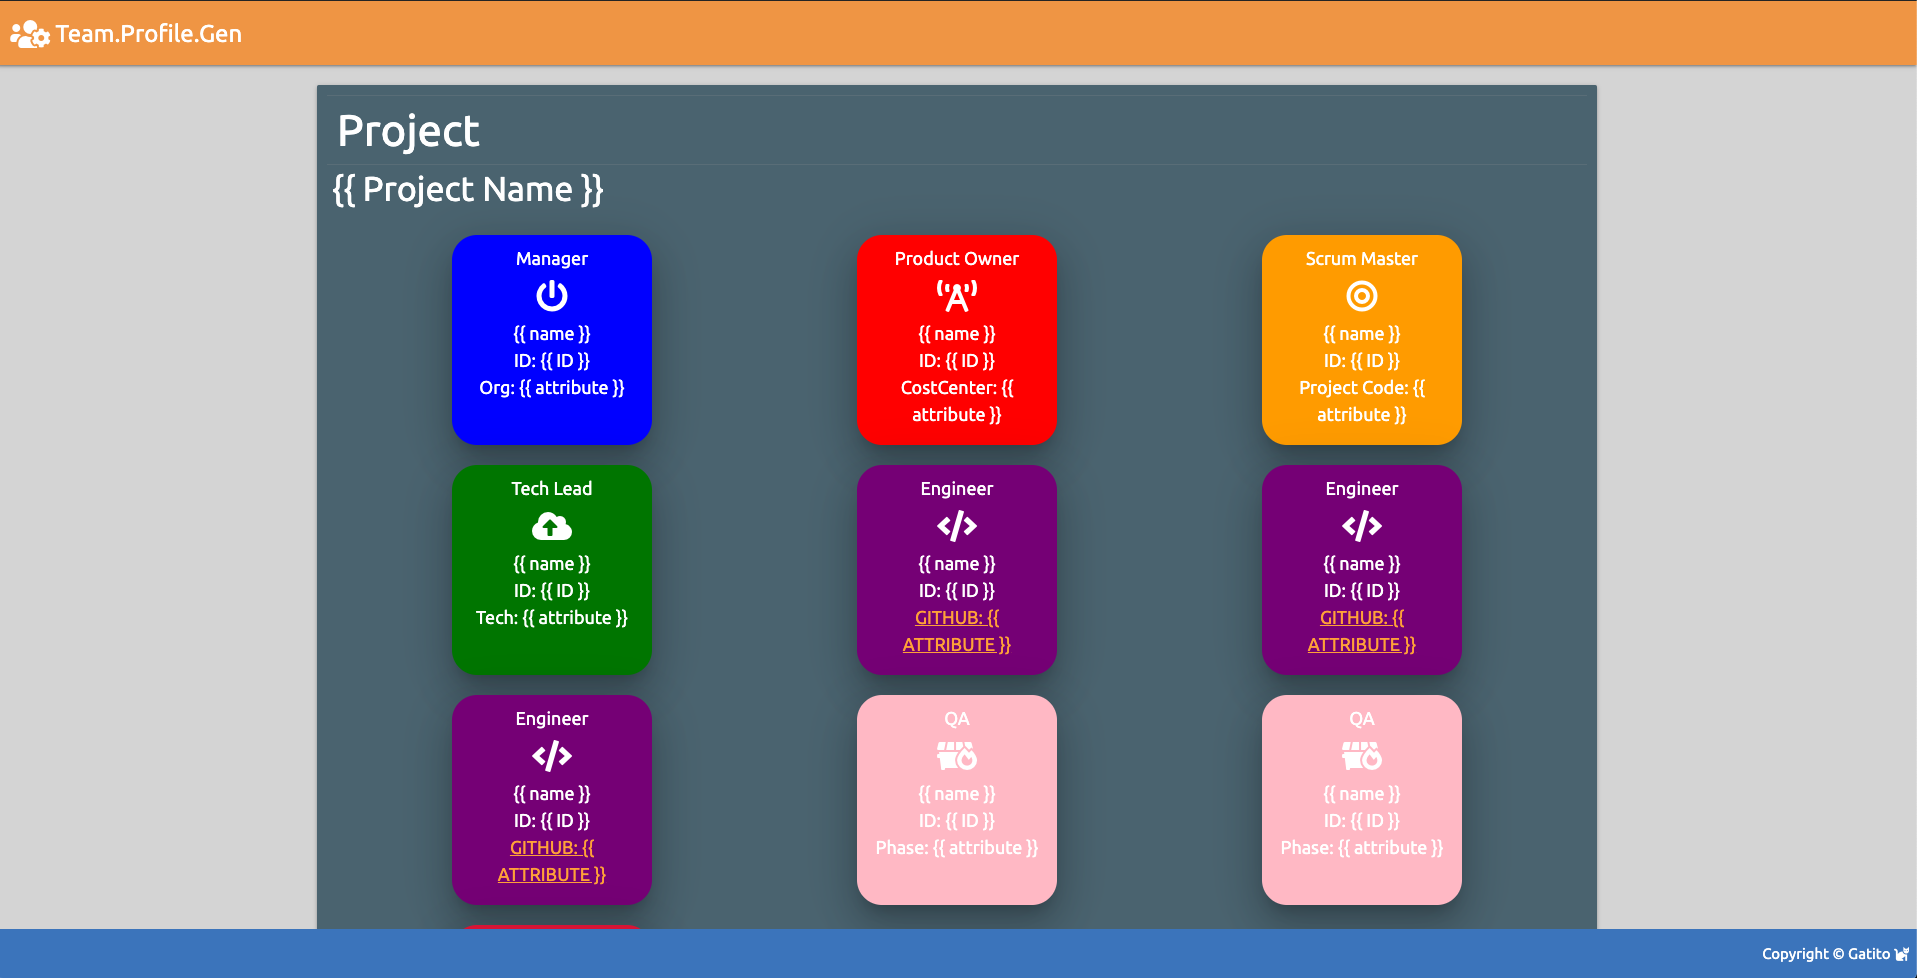 Team.Profile.Gen
Project
{{ Project Name }}
Manager
{{ name }}
ID: {{ ID }}
Org: {{ attribute }}
Product Owner
{{ name }}
ID: {{ ID }}
CostCenter: {{
attribute }}
Scrum Master
{{ name }}
ID: {{ ID }}
Project Code: {{
attribute }}
Tech Lead
{{ name }}
ID: {{ ID }}
Tech: {{ attribute }}
Engineer
{{ name }}
ID: {{ ID }}
GITHUB: {{
ATTRIBUTE }}
Engineer
{{ name }}
ID: {{ ID }}
GITHUB: {{
ATTRIBUTE }}
Engineer
{{ name }}
ID: {{ ID }}
GITHUB: {{
ATTRIBUTE }}
QA
{{ name }}
ID: {{ ID }}
Phase: {{ attribute }}
QA
{{ name }}
ID: {{ ID }}
Phase: {{ attribute }}
Copyright © Gatito